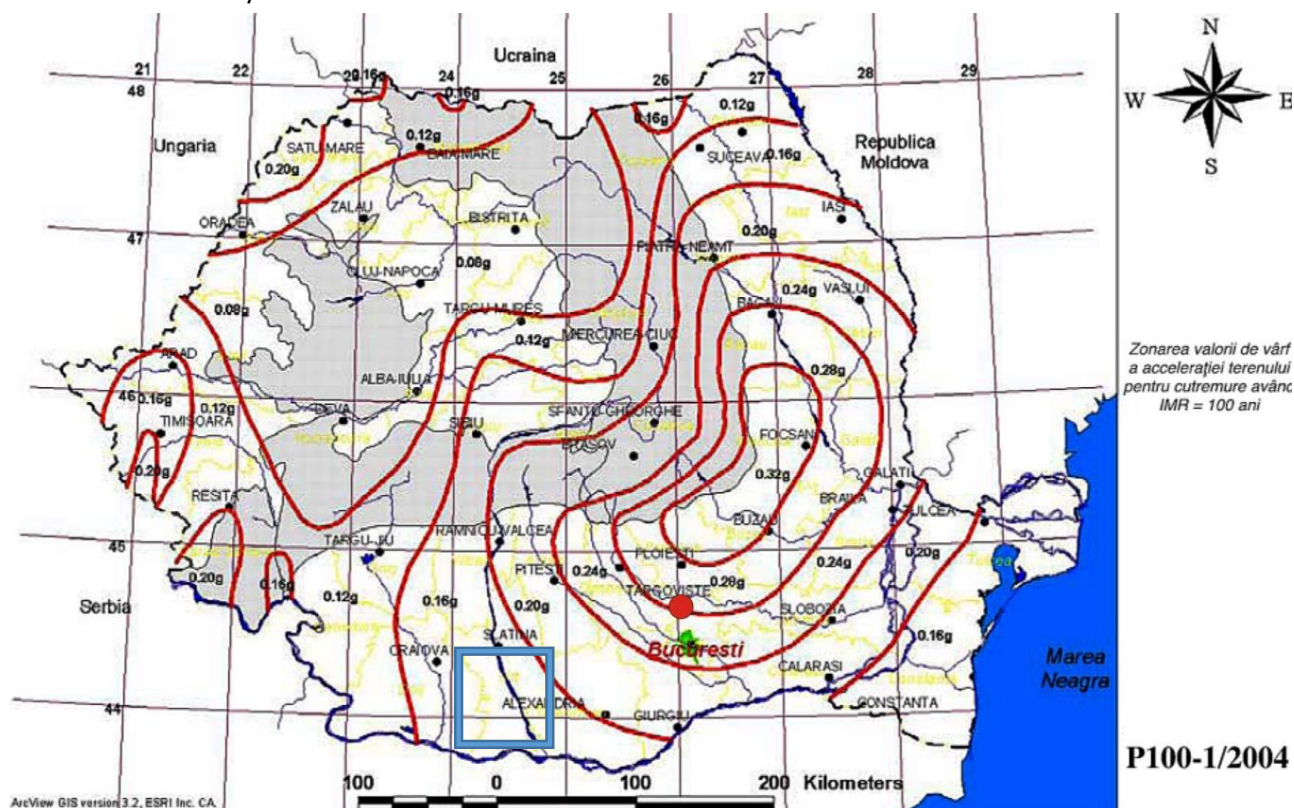 Ucraina
N
W E
S
21 22 23 24 25 26 27 28 29
48
47
46
45
44
Ungaria
Republica
Moldova
Serbia
Marea
Neagra
0.16g
0.16g
0.16g
0.12g
0.12g
SATU-MARE
BAIA-MARE
SUCEAVA
0.16g
0.20g
ORADEA
ZALAU
BISTRITA
IASI
0.20g
PIATRA-NEAMT
CLUJ-NAPOCA
0.08g
0.08g
TARGU-MURES
0.24g
VASLUI
BACAU
0.12g
MIERCUREA-CIUC
ARAD
ALBA-IULIA
0.28g
0.16g
0.12g
TIMISOARA
DEVA
SIBIU
SFANTU-GHEORGHE
BRASOV
FOCSANI
0.20g
0.32g
GALATI
RESITA
BRAILA
TULCEA
RAMNICU-VALCEA
BUZAU
TARGU-JIU
PLOIESTI
0.20g
PITESTI
0.24g
0.24g
0.20g
0.16g
0.12g
0.16g
0.20g
TARGOVISTE
0.28g
SLOBOZIA
0.16g
SLATINA
Bucuresti
CRAIOVA
CALARASI
ALEXANDRIA
GIURGIU
CONSTANTA
Zonarea valorii de vârf
a accelerației terenului
pentru cutremure având
IMR = 100 ani
P100-1/2004
100 0 100 200 Kilometers
ArcView GIS version 3.2, ESRI Inc. CA.